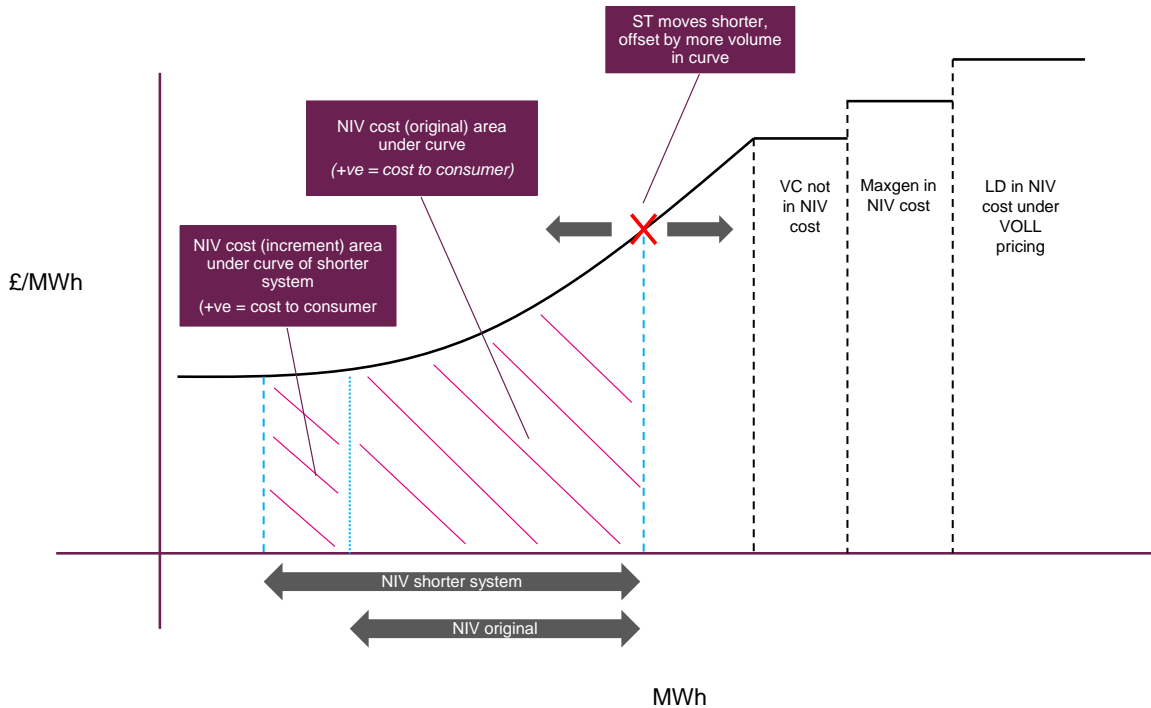 ST moves shorter,
offset by more volume
in curve
NIV cost (original) area
under curve
(+ve = cost to consumer)
NIV cost (increment) area
under curve of shorter
system
(+ve = cost to consumer
£/MWh
VC not
in NIV
cost
Maxgen in
NIV cost
LD in NIV
cost under
VOLL
pricing
NIV shorter system
NIV original
MWh